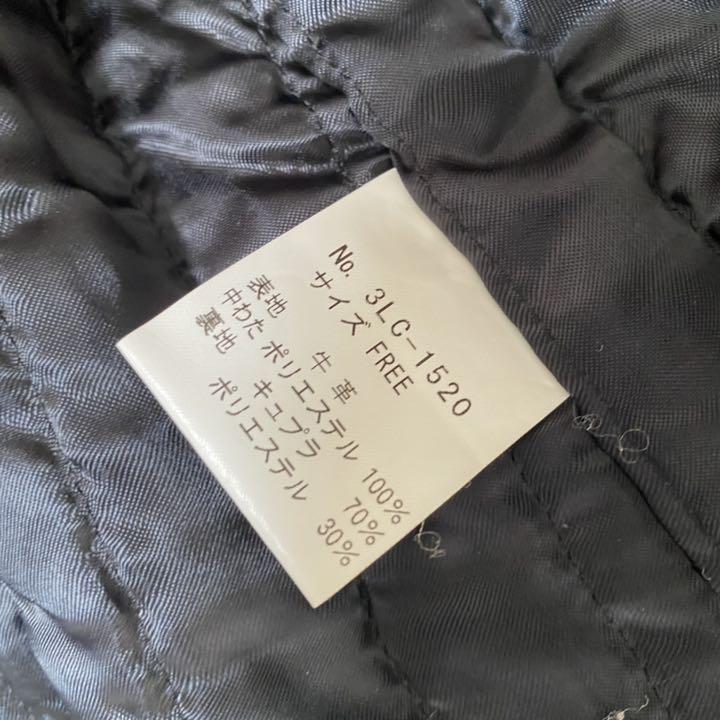 No. 3LC-1520
サイズ FREE
表地 牛革
中わた ポリエステル 100%
裏地 キュプラ 70%
ポリエステル 30%